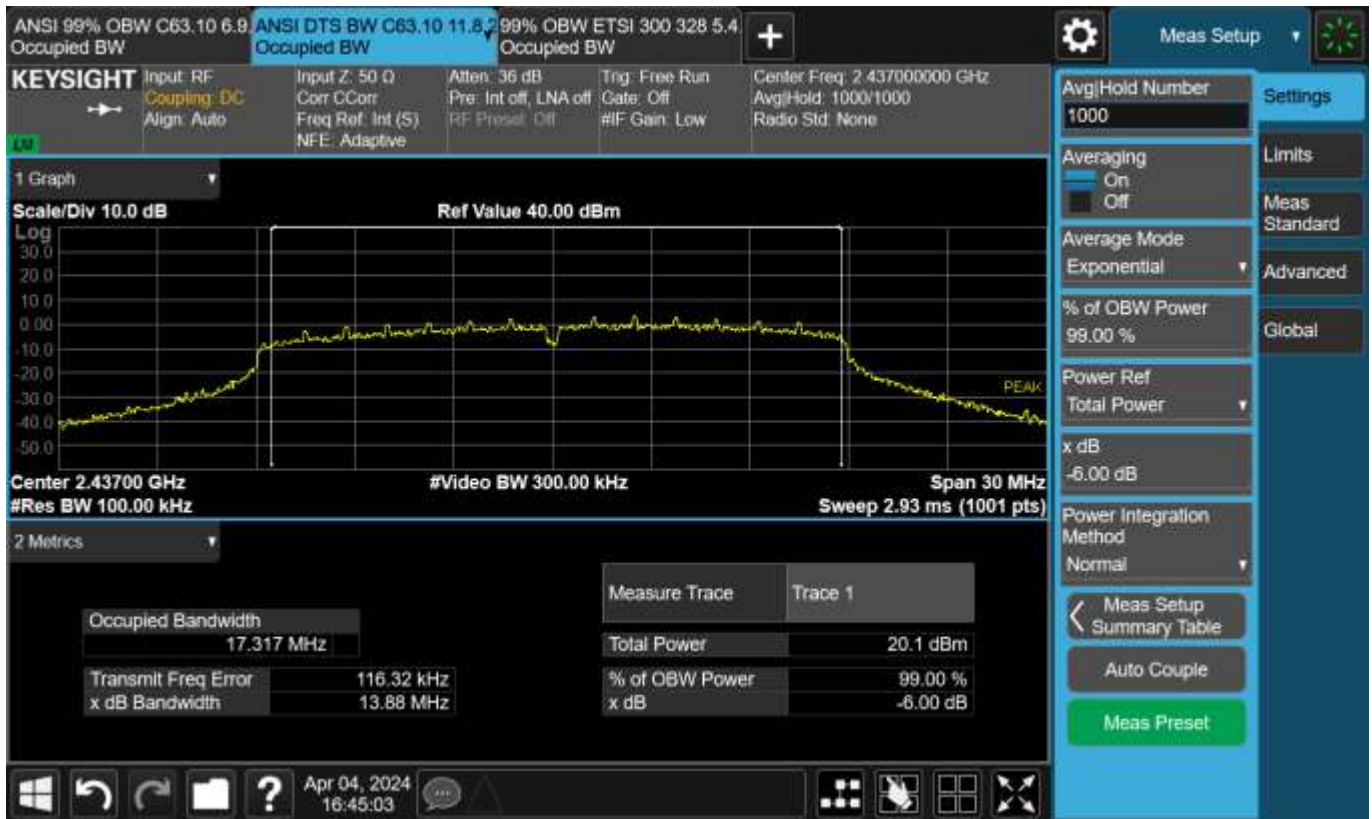 ANSI 99% OBW C63.10 6.9.
Occupied BW
ANSI DTS BW C63.10 11.8.2
Occupied BW
99% OBW ETSI 300 328 5.4.
Occupied BW
Meas Setup
KEYSIGHT
Input: RF
Coupling: DC
Align: Auto
Input Z: 50 Ω
Corr CCorr
Freq Ref: Int (S)
NFE: Adaptive
Atten: 36 dB
Pre: Int off, LNA off
RF Preset: Off
Trig: Free Run
Gate: Off
#IF Gain: Low
Center Freq: 2.437000000 GHz
Avg|Hold: 1000/1000
Radio Std: None
1 Graph
Scale/Div 10.0 dB
Ref Value 40.00 dBm
Log
30.0
20.0
10.0
0.00
-10.0
-20.0
-30.0
-40.0
-50.0
PEAK
Center 2.43700 GHz
#Video BW 300.00 kHz
Span 30 MHz
#Res BW 100.00 kHz
Sweep 2.93 ms (1001 pts)
2 Metrics
Occupied Bandwidth
17.317 MHz
Transmit Freq Error 116.32 kHz
x dB Bandwidth 13.88 MHz
Measure Trace Trace 1
Total Power 20.1 dBm
% of OBW Power 99.00 %
x dB -6.00 dB
Avg|Hold Number
1000
Averaging
On
Off
Average Mode
Exponential
% of OBW Power
99.00 %
Power Ref
Total Power
x dB
-6.00 dB
Power Integration
Method
Normal
Meas Setup
Summary Table
Auto Couple
Meas Preset
Settings
Limits
Meas
Standard
Advanced
Global
?
Apr 04, 2024
16:45:03